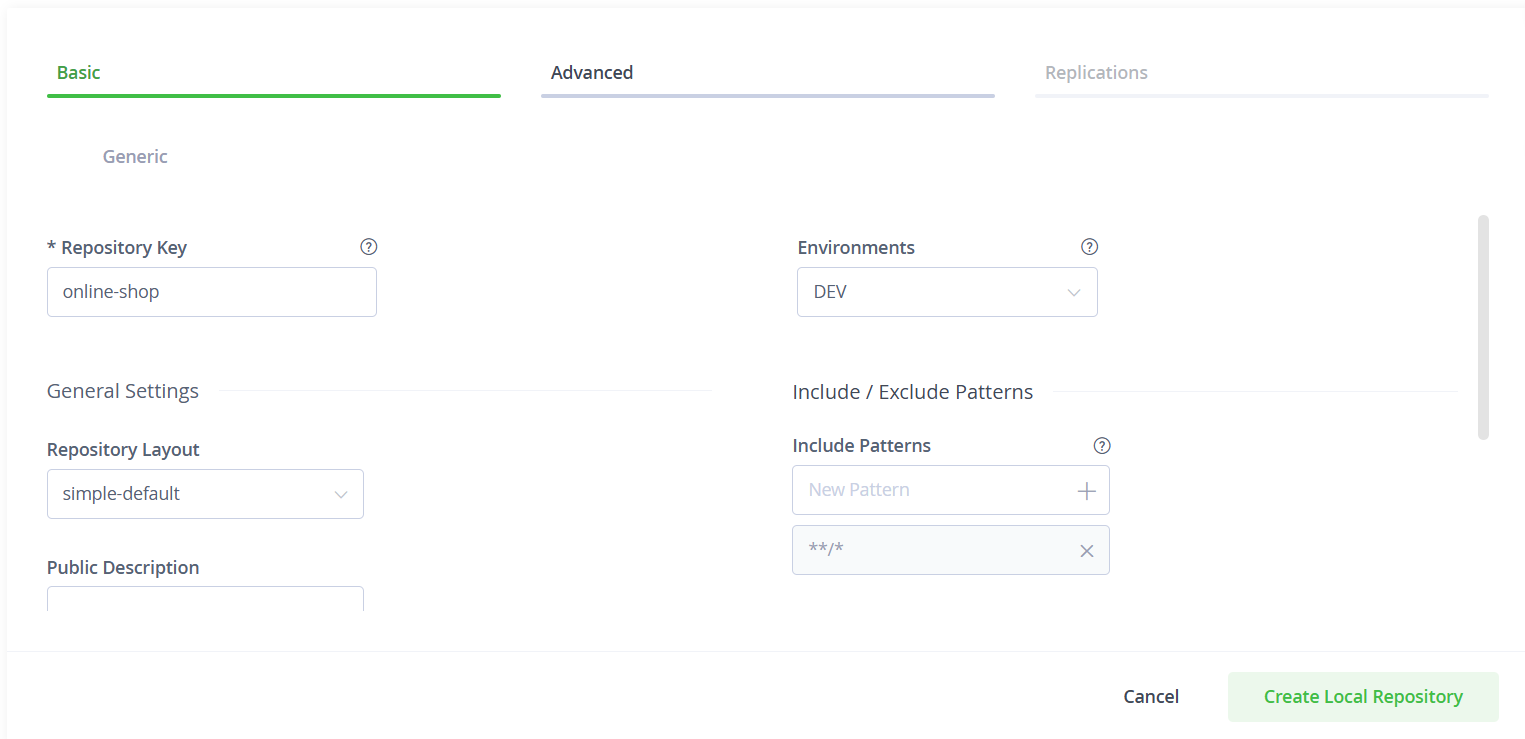 Basic
Advanced
Replications
Generic
* Repository Key
?
online-shop
Environments
?
DEV
General Settings
Repository Layout
simple-default
Public Description
Include / Exclude Patterns
Include Patterns
?
New Pattern
**/*
Cancel
Create Local Repository